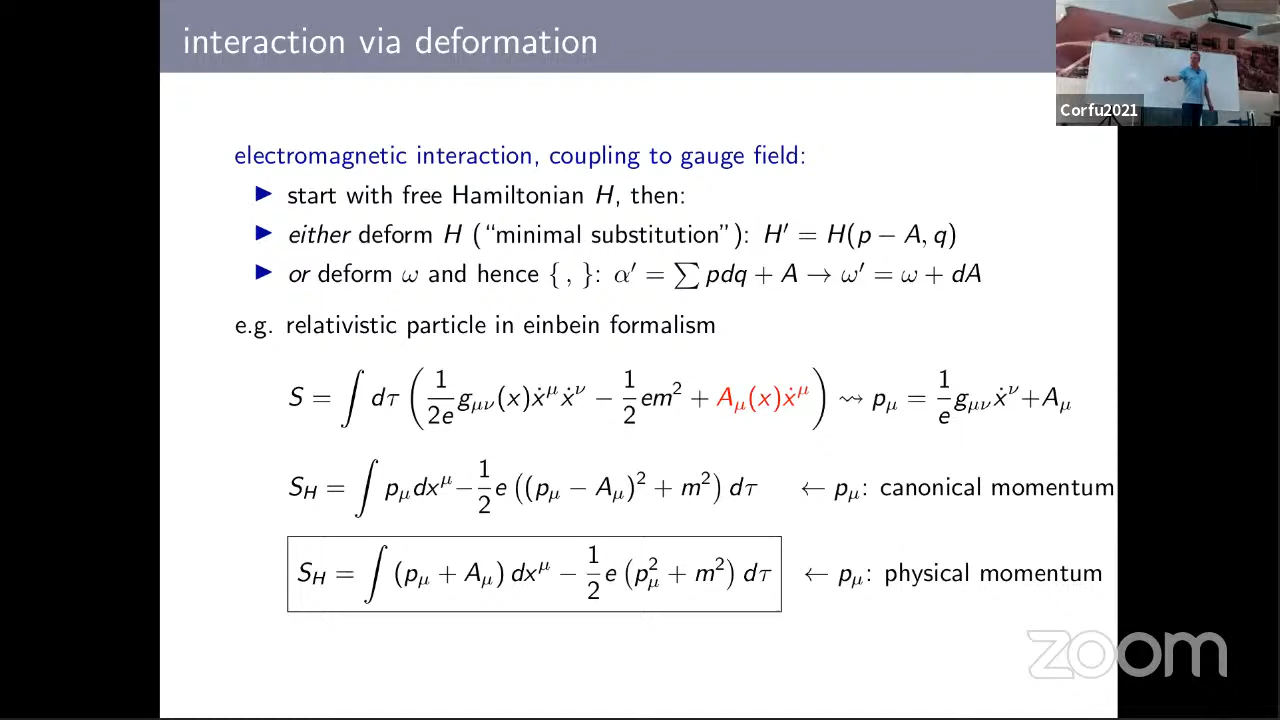 interaction via deformation
Corfu2021
electromagnetic interaction, coupling to gauge field:
▶ start with free Hamiltonian H, then:
▶ either deform H (“minimal substitution”): H′ = H(p − A, q)
▶ or deform ω and hence { , }: α′ = ∑ pdq + A → ω′ = ω + dA
e.g. relativistic particle in einbein formalism
S = ∫ dτ ( 1/2e g_μν(x)ẋ^μ ẋ^ν − 1/2 em² + A_μ(x)ẋ^μ ) ⇝ p_μ = 1/e g_μν ẋ^ν + A_μ
S_H = ∫ p_μ dx^μ − 1/2 e ((p_μ − A_μ)² + m²) dτ ← p_μ: canonical momentum
S_H = ∫ (p_μ + A_μ) dx^μ − 1/2 e (p_μ² + m²) dτ ← p_μ: physical momentum
zoom